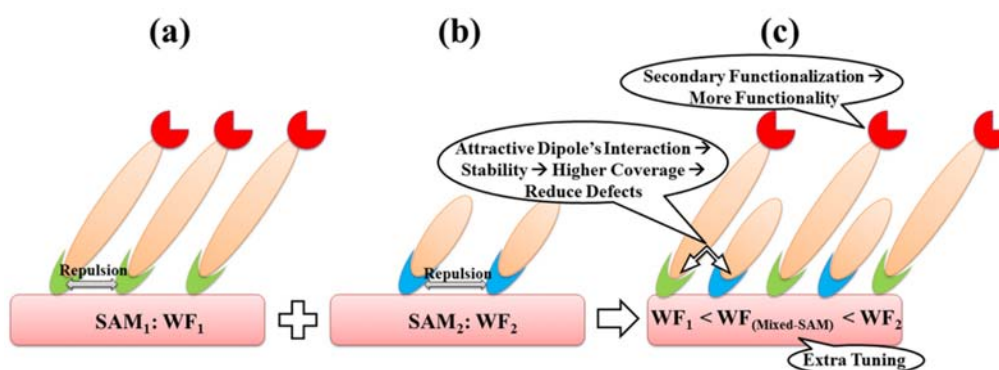 (a)
(b)
(c)
Secondary Functionalization →
More Functionality
Attractive Dipole's Interaction →
Stability → Higher Coverage →
Reduce Defects
Repulsion
Repulsion
SAM₁: WF₁
SAM₂: WF₂
WF₁ < WF₍Mixed-SAM₎ < WF₂
Extra Tuning